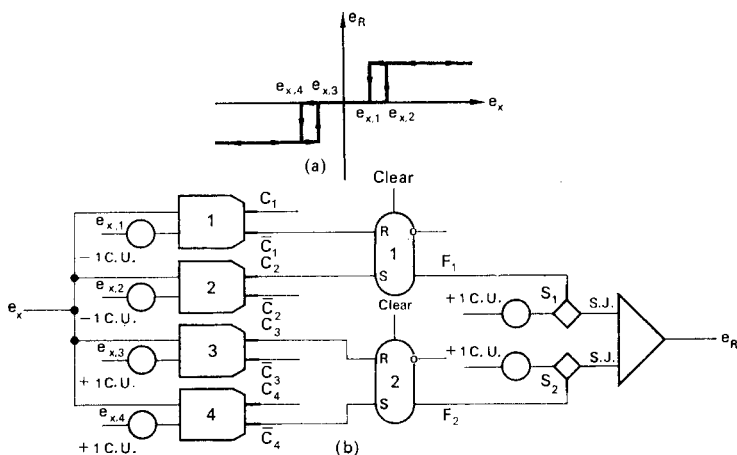 e_R
e_x,4 e_x,3
e_x,1 e_x,2
e_x
(a)
Clear
C_1
e_x,1
1
R
1
− 1 C.U.
C̅_1
C_2
S
F_1
e_x,2
2
− 1 C.U.
C̅_2
Clear
+ 1 C.U.
S_1
S.J.
e_x
C_3
e_R
e_x,3
3
R
+ 1 C.U.
S.J.
+ 1 C.U.
C̅_3
2
S_2
C_4
S
F_2
e_x,4
4
C̅_4
+ 1 C.U.
(b)